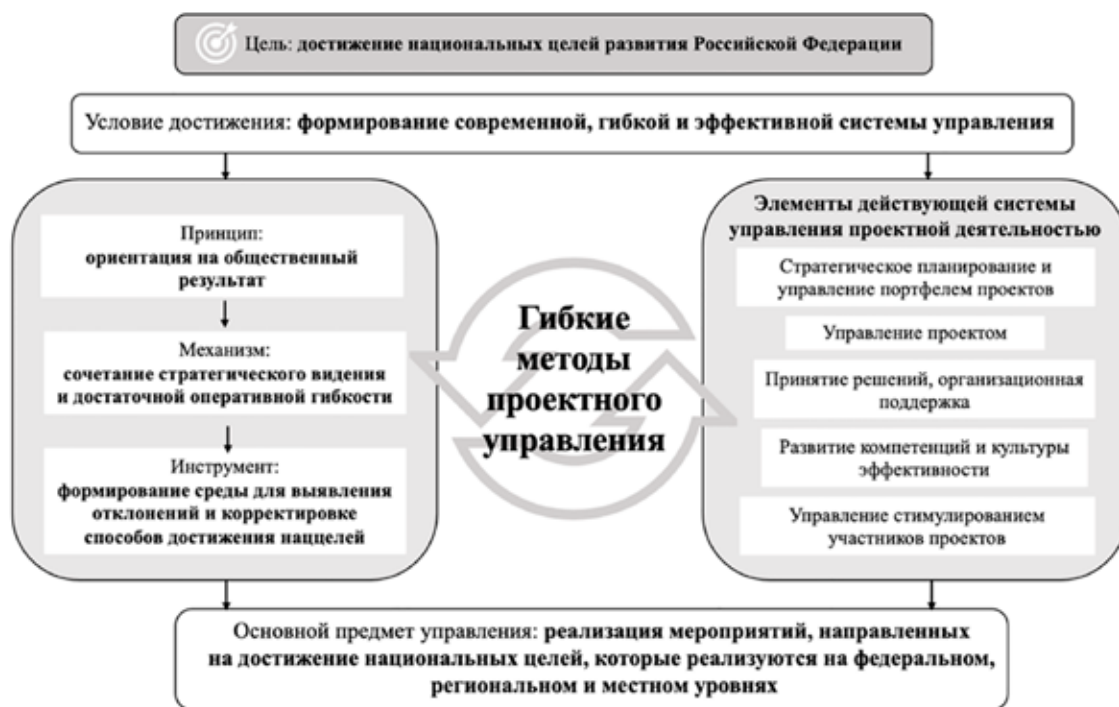 Цель: достижение национальных целей развития Российской Федерации
Условие достижения: формирование современной, гибкой и эффективной системы управления
Принцип:
ориентация на общественный
результат
Механизм:
сочетание стратегического видения
и достаточной оперативной гибкости
Инструмент:
формирование среды для выявления
отклонений и корректировке
способов достижения наццелей
Гибкие
методы
проектного
управления
Элементы действующей системы
управления проектной деятельностью
Стратегическое планирование и
управление портфелем проектов
Управление проектом
Принятие решений, организационная
поддержка
Развитие компетенций и культуры
эффективности
Управление стимулированием
участников проектов
Основной предмет управления: реализация мероприятий, направленных
на достижение национальных целей, которые реализуются на федеральном,
региональном и местном уровнях